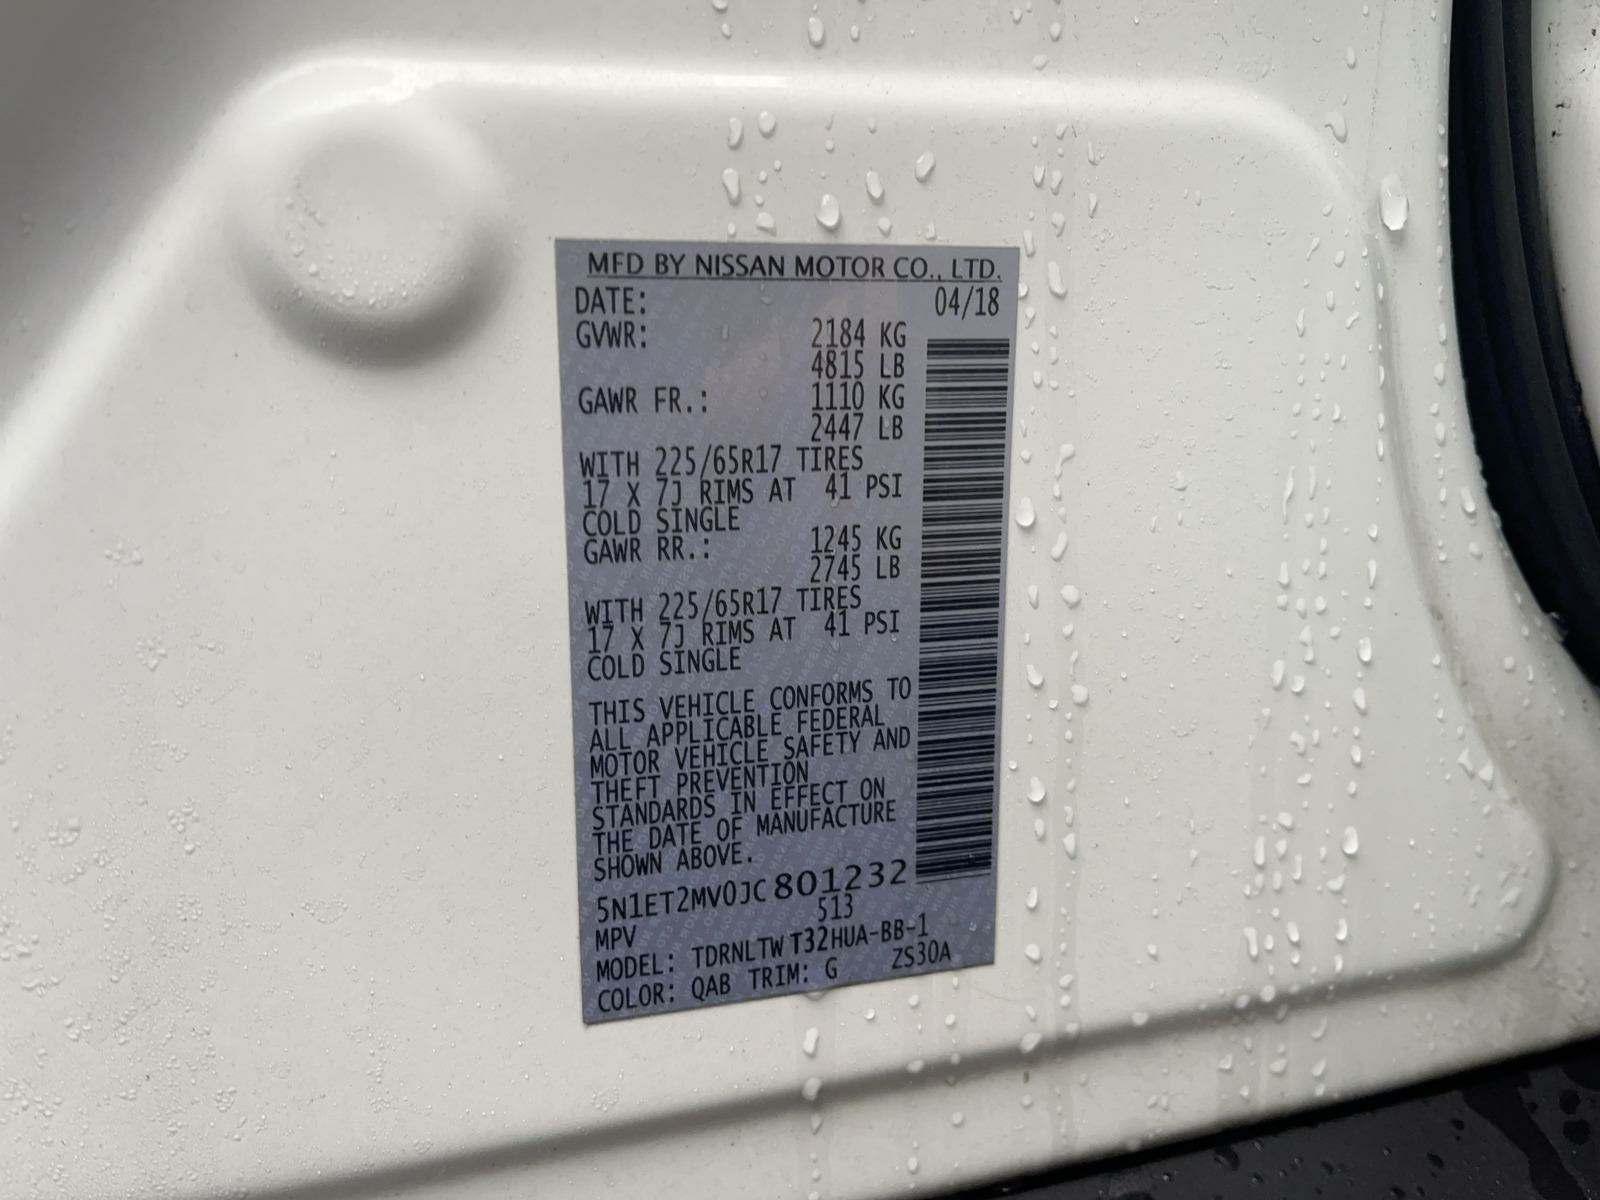 MFD BY NISSAN MOTOR CO., LTD.
DATE: 04/18
GVWR: 2184 KG
4815 LB
GAWR FR.: 1110 KG
2447 LB
WITH 225/65R17 TIRES
17 X 7J RIMS AT 41 PSI
COLD SINGLE
GAWR RR.: 1245 KG
2745 LB
WITH 225/65R17 TIRES
17 X 7J RIMS AT 41 PSI
COLD SINGLE
THIS VEHICLE CONFORMS TO
ALL APPLICABLE FEDERAL
MOTOR VEHICLE SAFETY AND
THEFT PREVENTION
STANDARDS IN EFFECT ON
THE DATE OF MANUFACTURE
SHOWN ABOVE.
5N1ET2MV0JC801232
MPV 513
MODEL: TDRNLTWT32HUA-BB-1
COLOR: QAB TRIM: G ZS30A